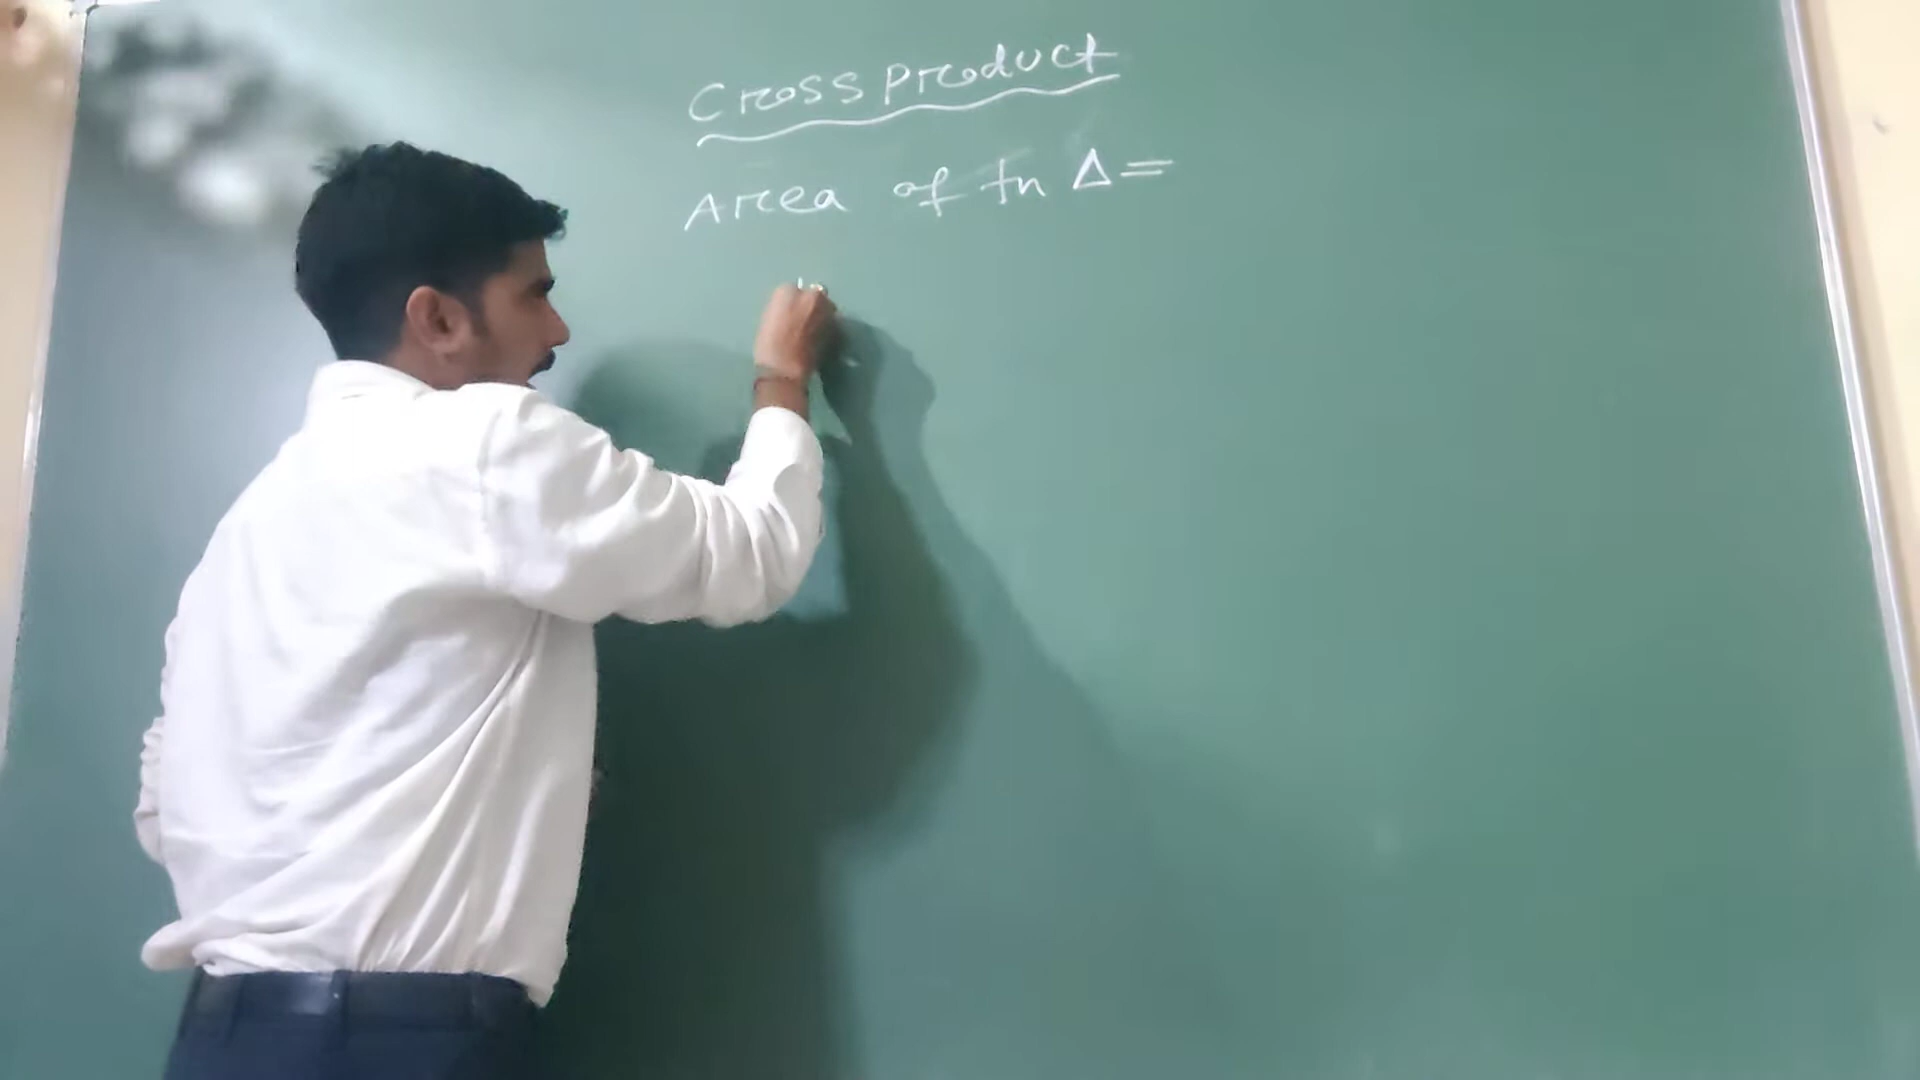 Cross product
Area of tn Δ=